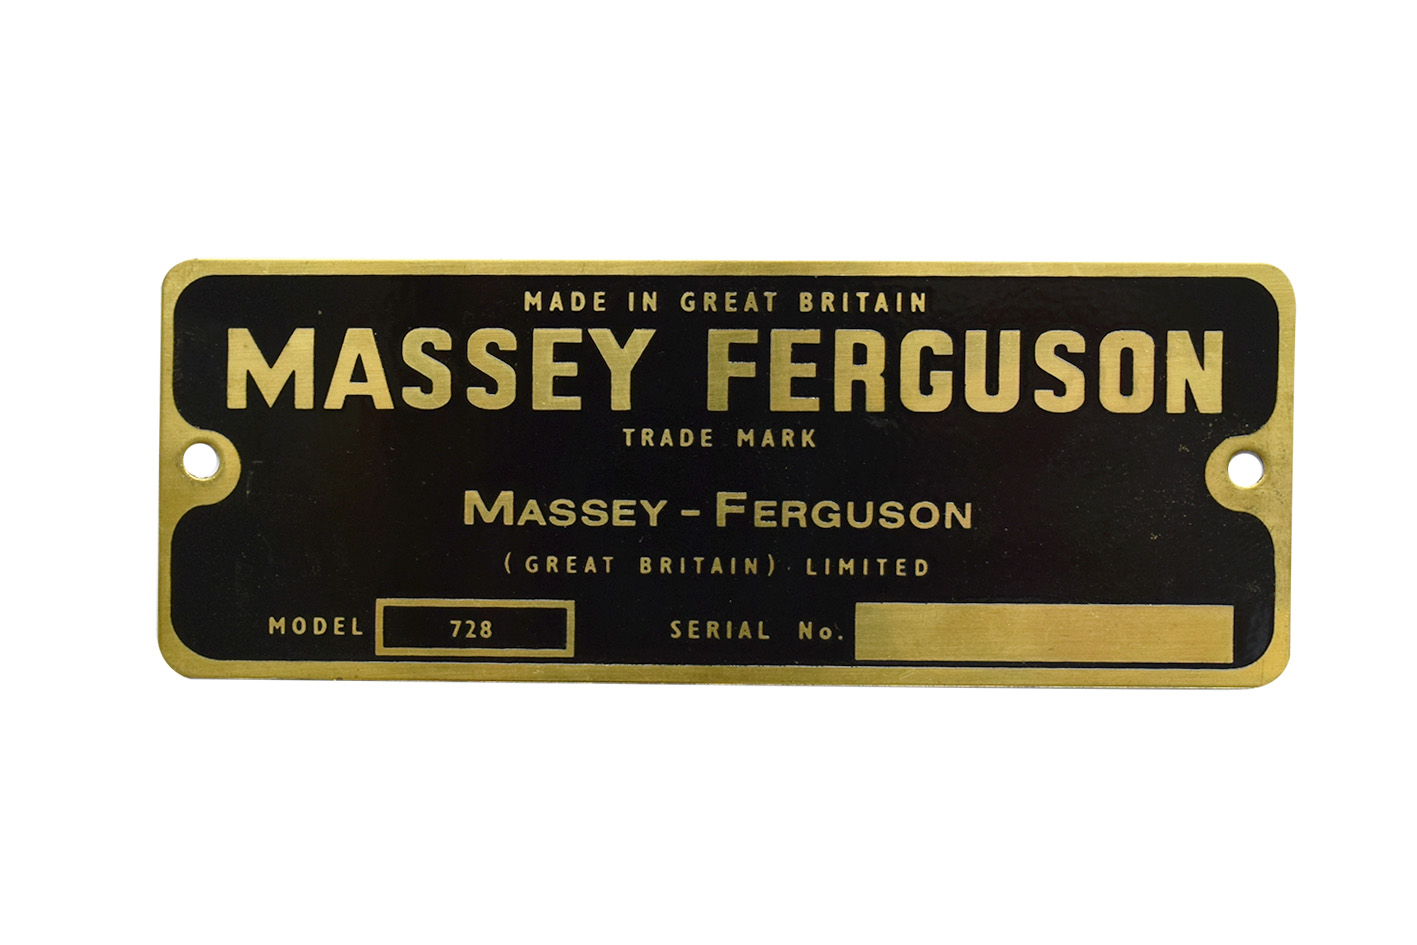 MADE IN GREAT BRITAIN
MASSEY FERGUSON
TRADE MARK
MASSEY - FERGUSON
(GREAT BRITAIN) LIMITED
MODEL 728 SERIAL No.